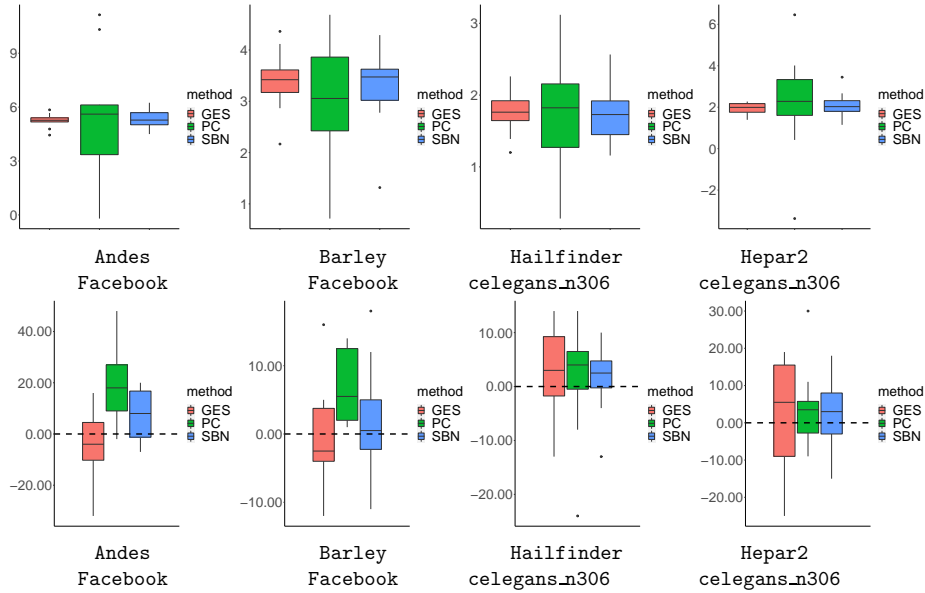 9
6
3
0
method
GES
PC
SBN
4
3
2
1
method
GES
PC
SBN
3
2
1
method
GES
PC
SBN
6
4
2
0
−2
method
GES
PC
SBN
Andes
Facebook
Barley
Facebook
Hailfinder
celegans_n306
Hepar2
celegans_n306
40.00
20.00
0.00
−20.00
method
GES
PC
SBN
10.00
0.00
−10.00
method
GES
PC
SBN
10.00
0.00
−10.00
−20.00
method
GES
PC
SBN
20.00
10.00
0.00
−10.00
−20.00
method
GES
PC
SBN
Andes
Facebook
Barley
Facebook
Hailfinder
celegans_n306
Hepar2
celegans_n306